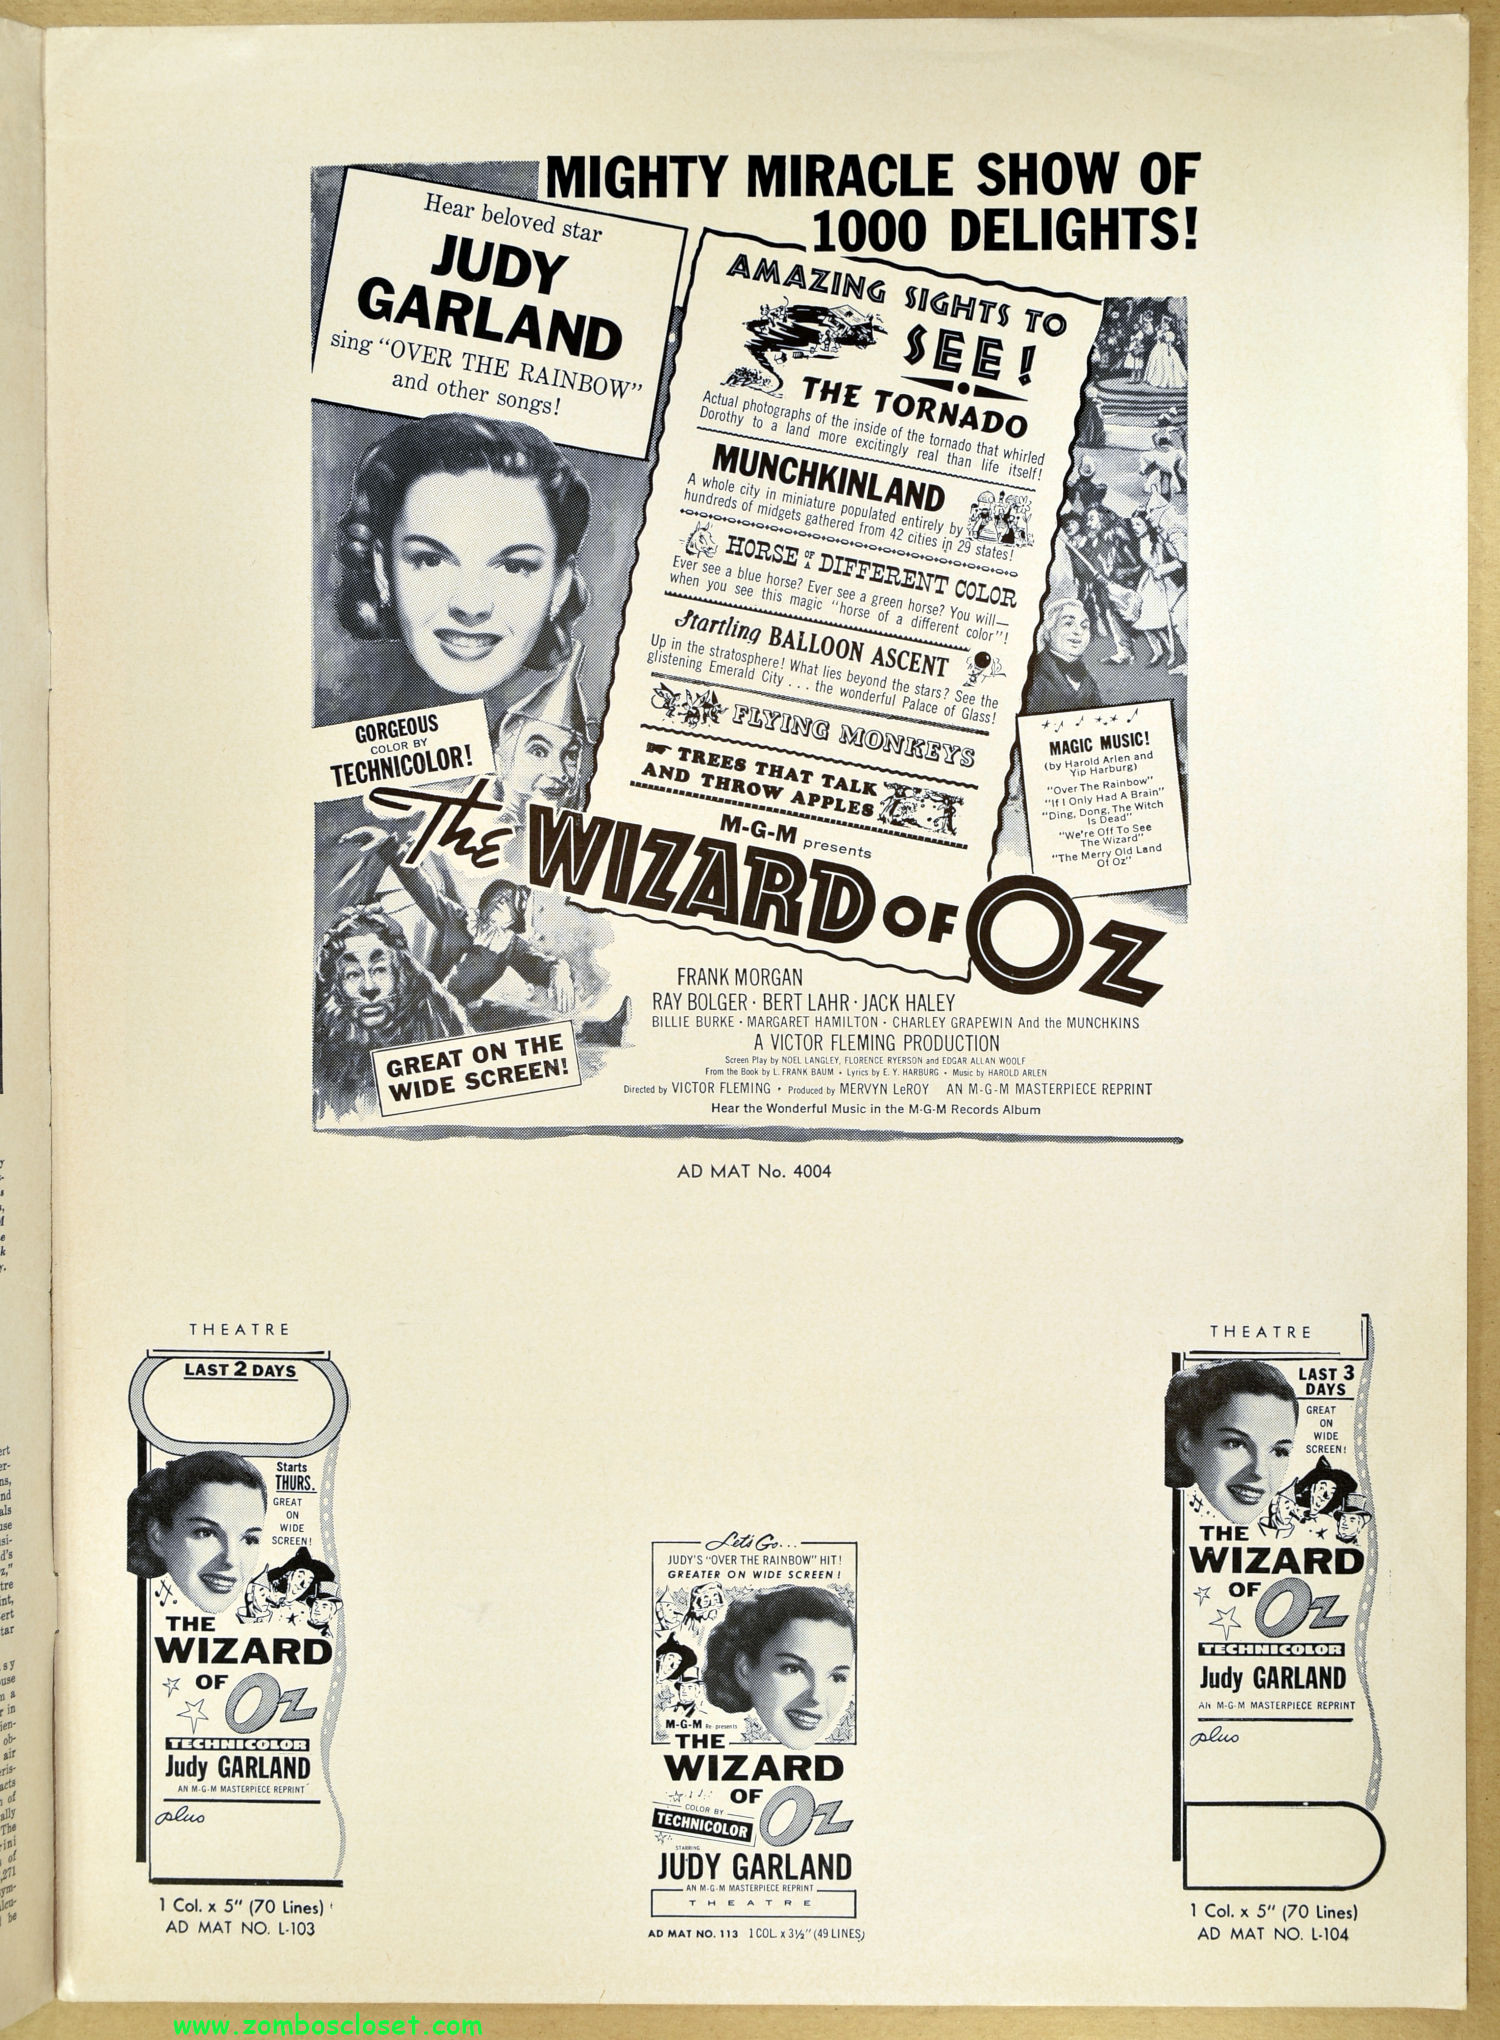 MIGHTY MIRACLE SHOW OF
1000 DELIGHTS!
Hear beloved star
JUDY
GARLAND
sing "OVER THE RAINBOW"
and other songs!
AMAZING SIGHTS TO
SEE!
THE TORNADO
Actual photographs of the inside of the tornado that whirled
Dorothy to a land more excitingly real than life itself!
MUNCHKINLAND
A whole city in miniature populated entirely by
hundreds of midgets gathered from 42 cities in 29 states!
HORSE OF A DIFFERENT COLOR
Ever see a blue horse? Ever see a green horse? You will—
when you see this magic "horse of a different color"!
Startling BALLOON ASCENT
Up in the stratosphere! What lies beyond the stars? See the
glistening Emerald City . . . the wonderful Palace of Glass!
FLYING MONKEYS
TREES THAT TALK
AND THROW APPLES
GORGEOUS
COLOR BY
TECHNICOLOR!
MAGIC MUSIC!
(by Harold Arlen and
Yip Harburg)
"Over The Rainbow"
"If I Only Had A Brain"
"Ding, Dong, The Witch
Is Dead"
"We're Off To See
The Wizard"
"The Merry Old Land
Of Oz"
M-G-M presents
The WIZARD OF OZ
GREAT ON THE
WIDE SCREEN!
FRANK MORGAN
RAY BOLGER · BERT LAHR · JACK HALEY
BILLIE BURKE · MARGARET HAMILTON · CHARLEY GRAPEWIN And the MUNCHKINS
A VICTOR FLEMING PRODUCTION
Screen Play by NOEL LANGLEY, FLORENCE RYERSON and EDGAR ALLAN WOOLF
From the Book by L. FRANK BAUM · Lyrics by E. Y. HARBURG · Music by HAROLD ARLEN
Directed by VICTOR FLEMING · Produced by MERVYN LeROY AN M-G-M MASTERPIECE REPRINT
Hear the Wonderful Music in the M-G-M Records Album
AD MAT No. 4004
THEATRE
LAST 2 DAYS
Starts
THURS.
GREAT
ON
WIDE
SCREEN!
THE
WIZARD
OF OZ
TECHNICOLOR
Judy GARLAND
AN M-G-M MASTERPIECE REPRINT
plus
1 Col. x 5" (70 Lines)
AD MAT NO. L-103
Let's Go...
JUDY'S "OVER THE RAINBOW" HIT!
GREATER ON WIDE SCREEN!
M-G-M Re-presents
THE
WIZARD
OF OZ
COLOR BY
TECHNICOLOR
STARRING
JUDY GARLAND
AN M-G-M MASTERPIECE REPRINT
THEATRE
AD MAT NO. 113 1 COL. x 3½" (49 LINES)
THEATRE
LAST 3
DAYS
GREAT
ON
WIDE
SCREEN!
THE
WIZARD
OF OZ
TECHNICOLOR
Judy GARLAND
AN M-G-M MASTERPIECE REPRINT
plus
1 Col. x 5" (70 Lines)
AD MAT NO. L-104
www.zomboscloset.com